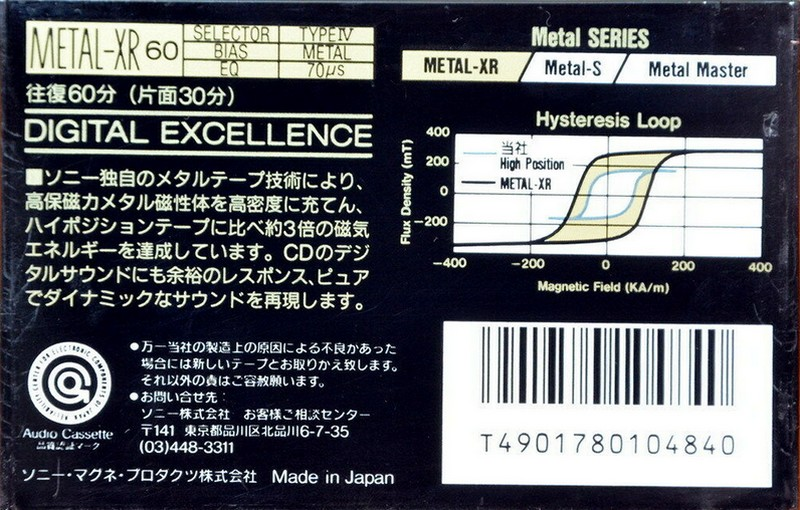 METAL-XR 60
SELECTOR TYPE IV
BIAS METAL
EQ 70μs
往復60分（片面30分）
DIGITAL EXCELLENCE
■ソニー独自のメタルテープ技術により、
高保磁力メタル磁性体を高密度に充てん、
ハイポジションテープに比べ約3倍の磁気
エネルギーを達成しています。CDのデジ
タルサウンドにも余裕のレスポンス、ピュア
でダイナミックなサウンドを再現します。
●万一当社の製造上の原因による不良があった
場合には新しいテープとお取りかえ致します。
それ以外の責はご容赦願います。
●お問い合せ先：
ソニー株式会社 お客様ご相談センター
〒141 東京都品川区北品川6-7-35
(03)448-3311
Audio Cassette
ソニー・マグネ・プロダクツ株式会社 Made in Japan
Metal SERIES
METAL-XR Metal-S Metal Master
Hysteresis Loop
Flux Density (mT)
400
200
0
-200
当社
High Position
METAL-XR
-400 -200 0 200 400
Magnetic Field (KA/m)
T4901780104840